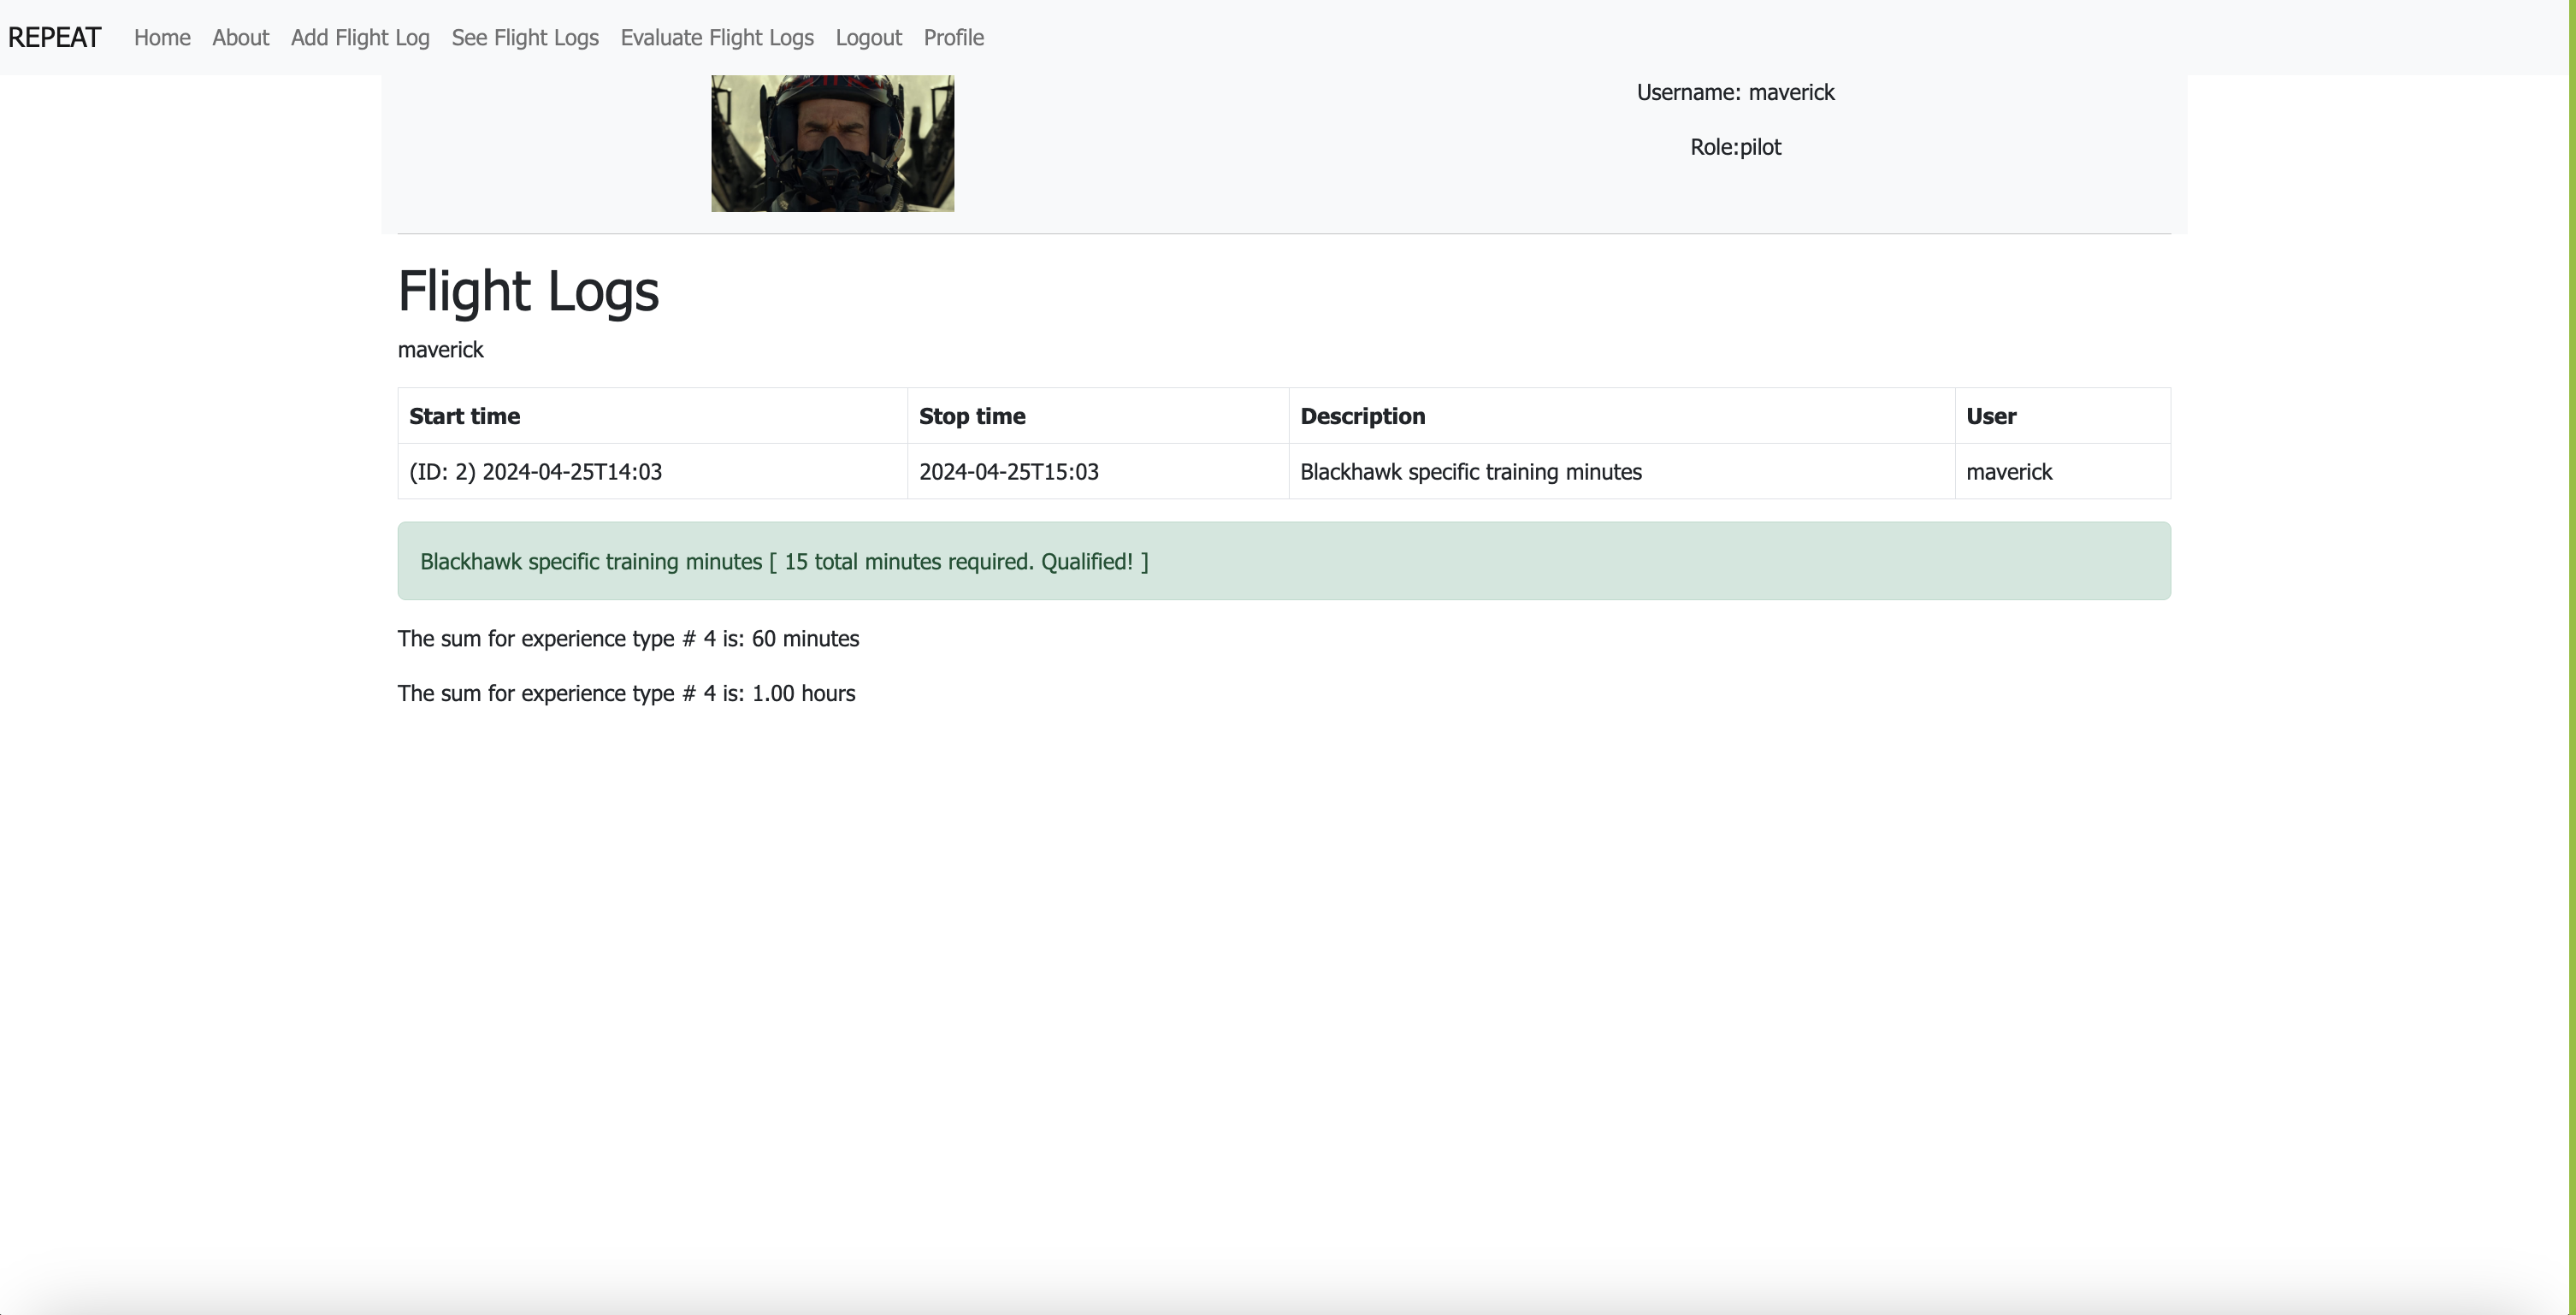 REPEAT Home About Add Flight Log See Flight Logs Evaluate Flight Logs Logout Profile
Username: maverick
Role:pilot
Flight Logs
maverick
Start time Stop time Description User
(ID: 2) 2024-04-25T14:03 2024-04-25T15:03 Blackhawk specific training minutes maverick
Blackhawk specific training minutes [ 15 total minutes required. Qualified! ]
The sum for experience type # 4 is: 60 minutes
The sum for experience type # 4 is: 1.00 hours